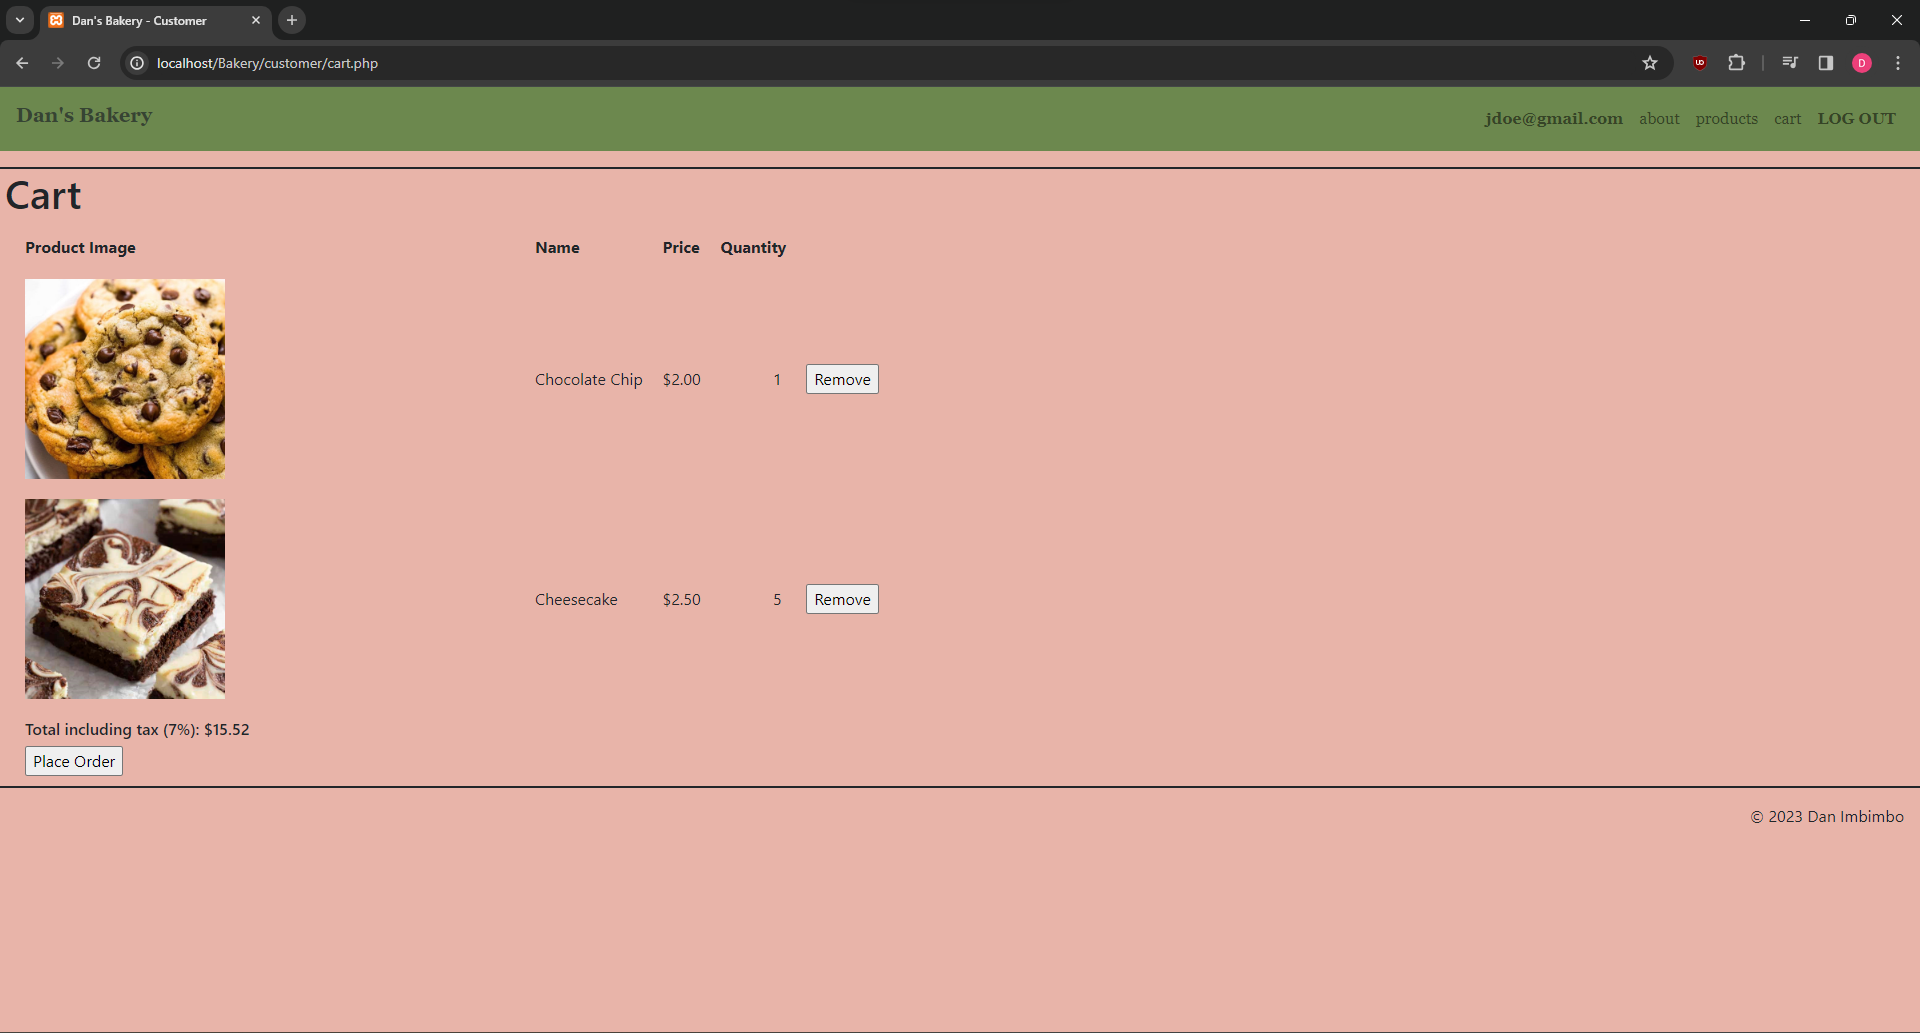 Dan's Bakery - Customer
localhost/Bakery/customer/cart.php
D
Dan's Bakery
jdoe@gmail.com about products cart LOG OUT
Cart
Product Image Name Price Quantity
Chocolate Chip $2.00 1 Remove
Cheesecake $2.50 5 Remove
Total including tax (7%): $15.52
Place Order
© 2023 Dan Imbimbo